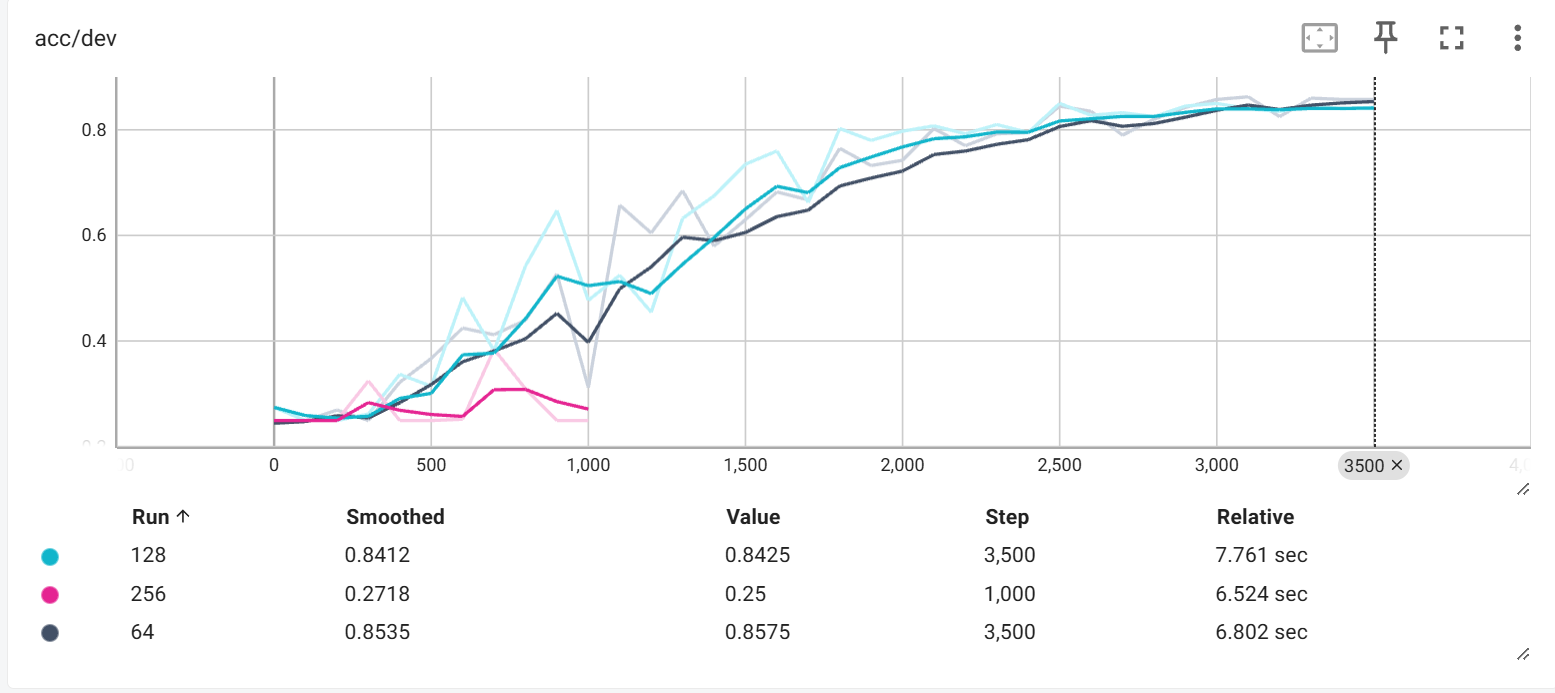 acc/dev
0.8
0.6
0.4
0 500 1,000 1,500 2,000 2,500 3,000 3500 ×
Run ↑ Smoothed Value Step Relative
128 0.8412 0.8425 3,500 7.761 sec
256 0.2718 0.25 1,000 6.524 sec
64 0.8535 0.8575 3,500 6.802 sec